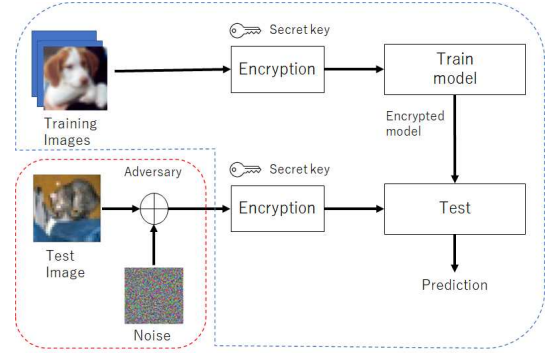 Secret key
Encryption
Train
model
Training
Images
Encrypted
model
Secret key
Adversary
Encryption
Test
Test
Image
Prediction
Noise